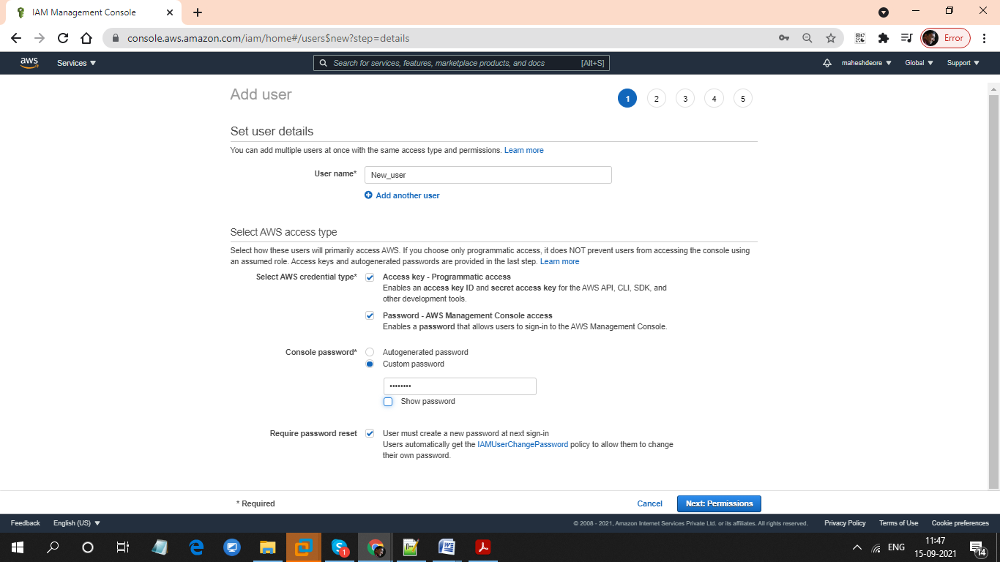 IAM Management Console
console.aws.amazon.com/iam/home#/users$new?step=details
Error
aws
Services
Search for services, features, marketplace products, and docs
[Alt+S]
maheshdeore
Global
Support
Add user
1
2
3
4
5
Set user details
You can add multiple users at once with the same access type and permissions. Learn more
User name*
New_user
Add another user
Select AWS access type
Select how these users will primarily access AWS. If you choose only programmatic access, it does NOT prevent users from accessing the console using
an assumed role. Access keys and autogenerated passwords are provided in the last step. Learn more
Select AWS credential type*
Access key - Programmatic access
Enables an access key ID and secret access key for the AWS API, CLI, SDK, and
other development tools.
Password - AWS Management Console access
Enables a password that allows users to sign-in to the AWS Management Console.
Console password*
Autogenerated password
Custom password
••••••••
Show password
Require password reset
User must create a new password at next sign-in
Users automatically get the IAMUserChangePassword policy to allow them to change
their own password.
* Required
Cancel
Next: Permissions
Feedback
English (US)
© 2008 - 2021, Amazon Internet Services Private Ltd. or its affiliates. All rights reserved.
Privacy Policy
Terms of Use
Cookie preferences
1
ENG
11:47
15-09-2021
14